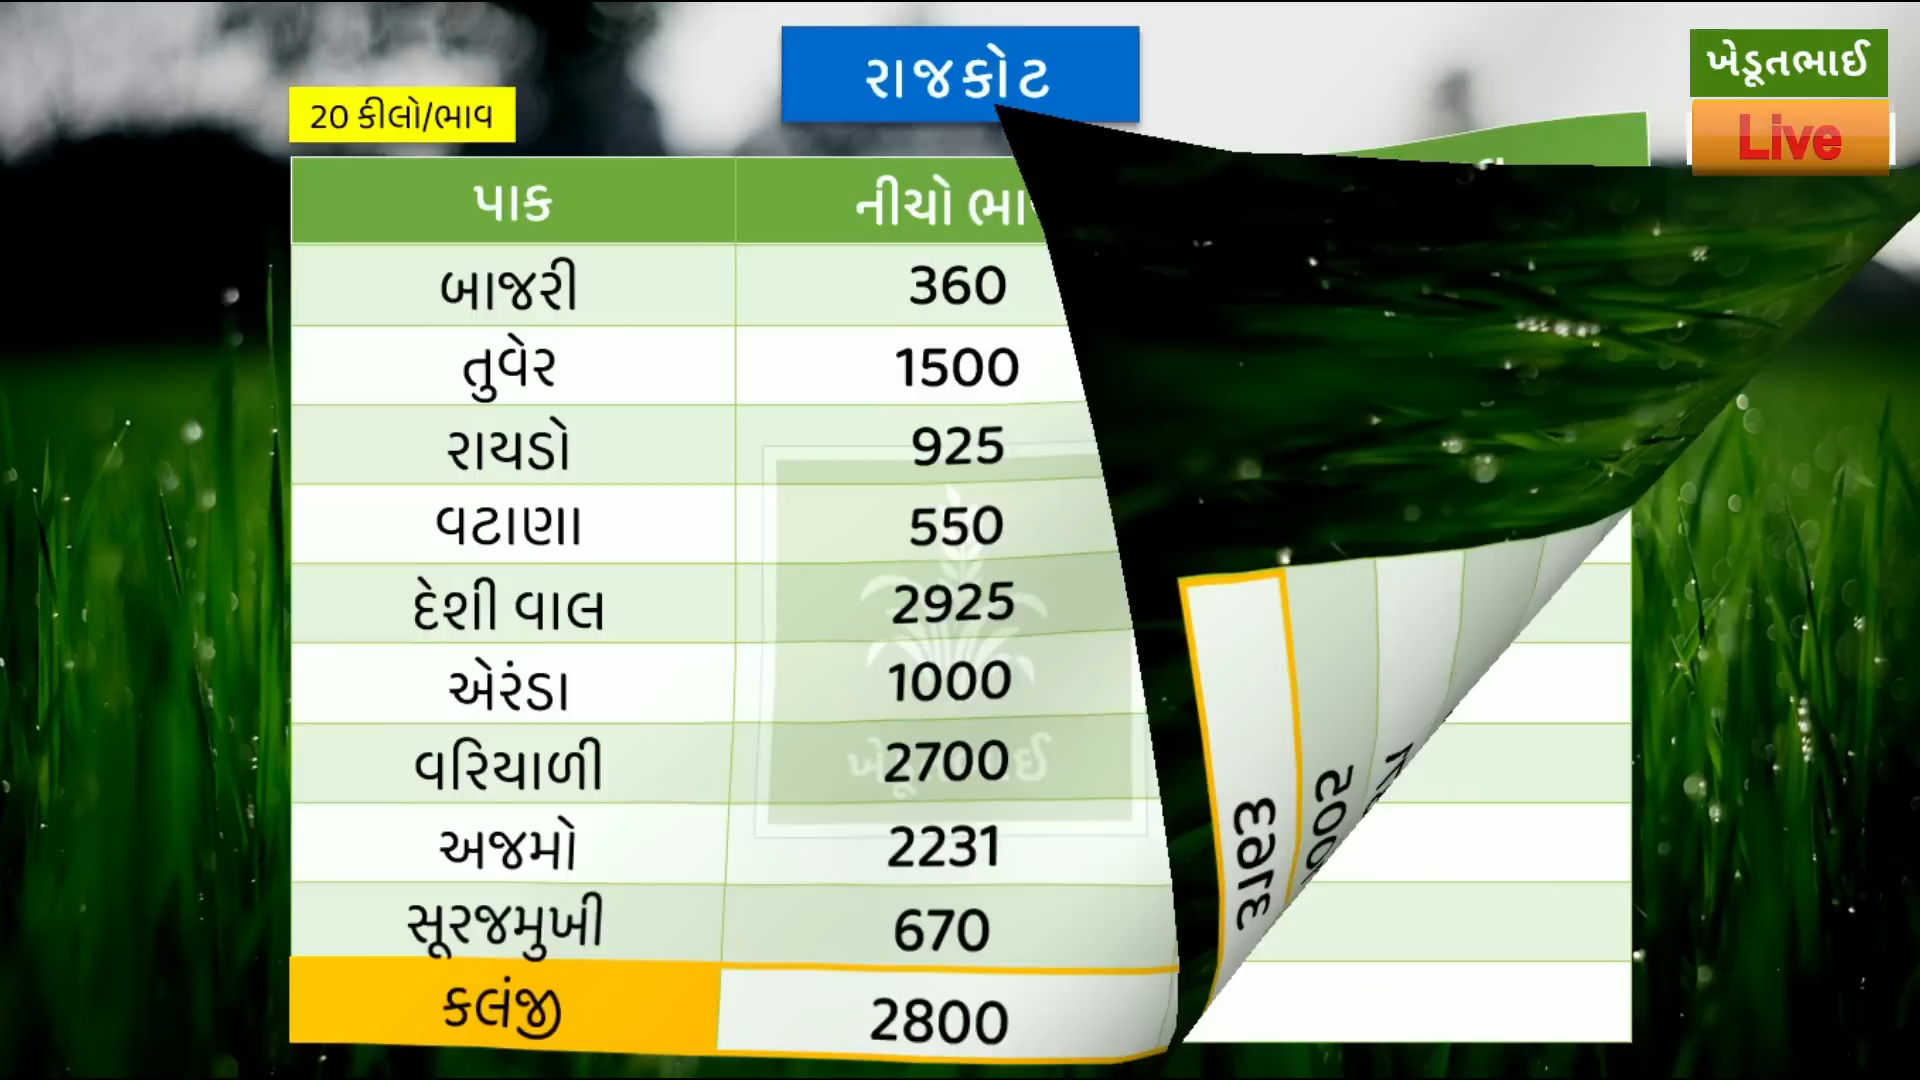 રાજકોટ
ખેડૂતભાઈ
Live
20 કીલો/ભાવ
પાક નીચો
બાજરી 360
તુવેર 1500
રાયડો 925
વટાણા 550
દેશી વાલ 2925
એરંડા 1000
વરિયાળી 2700
અજમો 2231
સૂરજમુખી 670
કલંજી 2800
3193